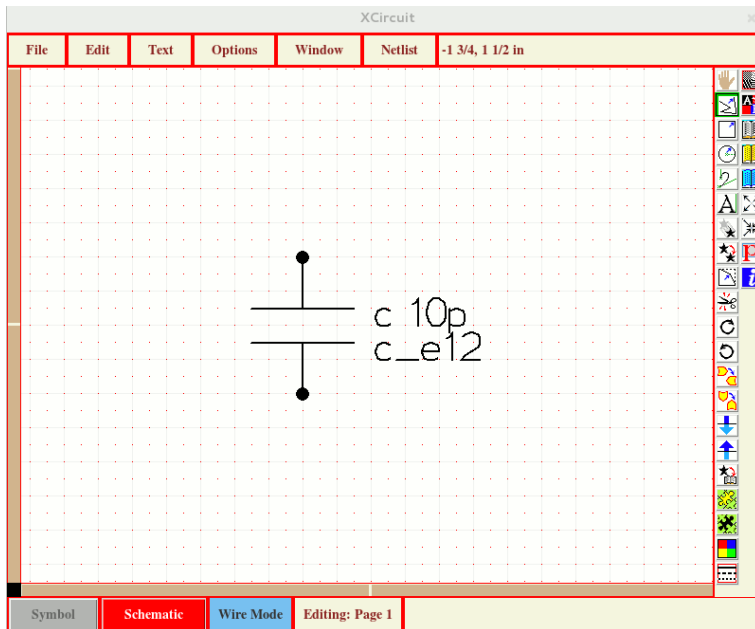 XCircuit
File Edit Text Options Window Netlist -1 3/4, 1 1/2 in
A
A
c 10p
c_e12
Symbol Schematic Wire Mode Editing: Page 1